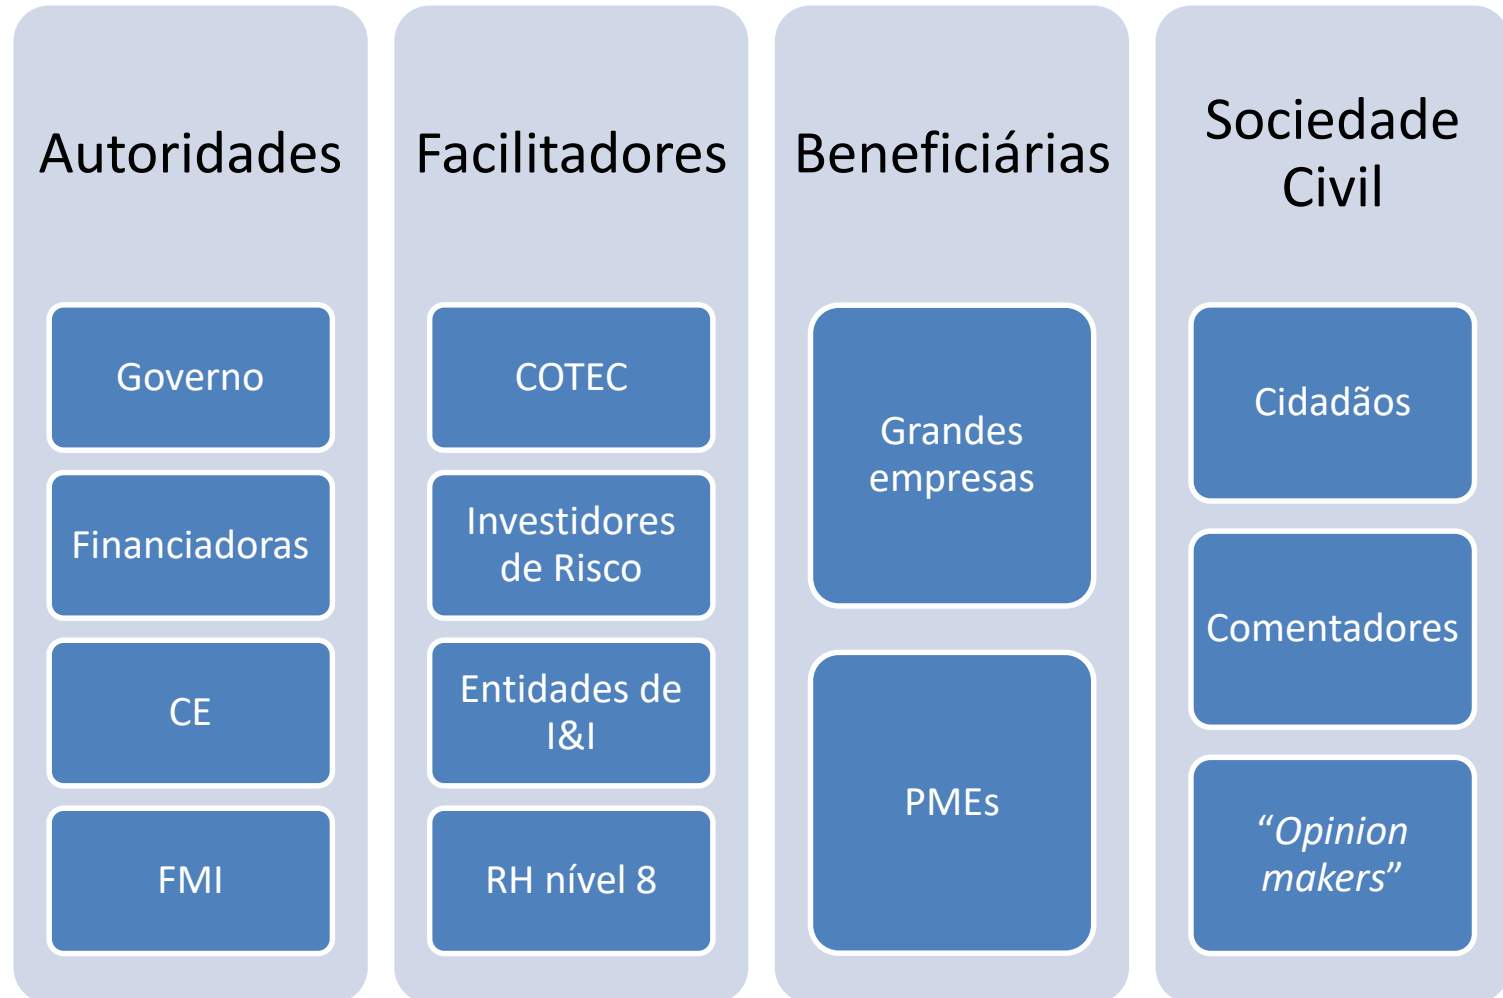 Autoridades
Governo
Financiadoras
CE
FMI
Facilitadores
COTEC
Investidores
de Risco
Entidades de
I&I
RH nível 8
Beneficiárias
Grandes
empresas
PMEs
Sociedade
Civil
Cidadãos
Comentadores
“Opinion
makers”